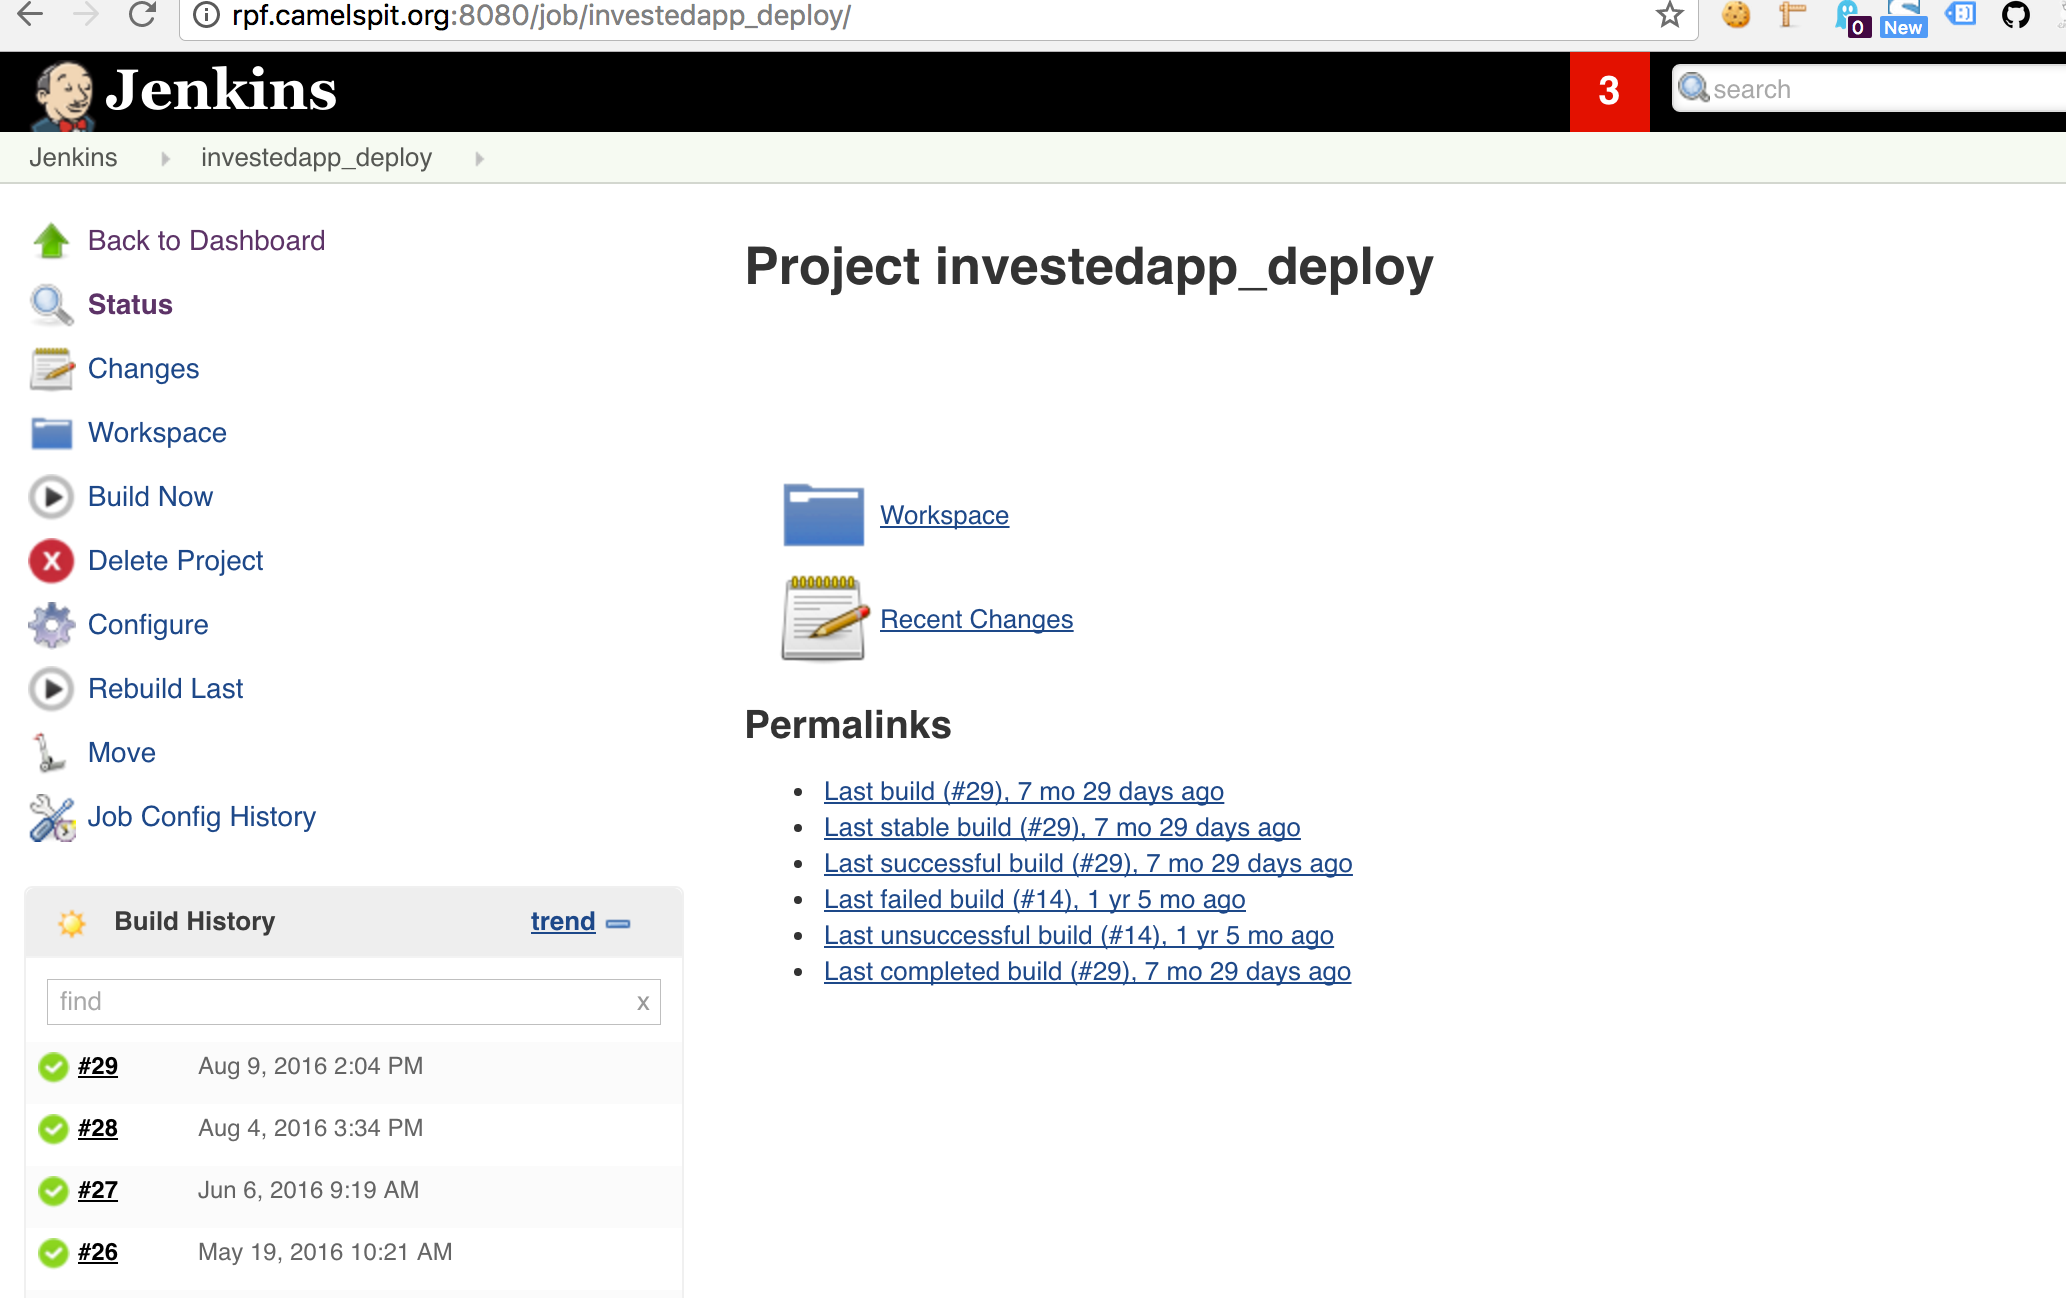 rpf.camelspit.org:8080/job/investedapp_deploy/
0
New
Jenkins
3
search
Jenkins
investedapp_deploy
Back to Dashboard
Status
Changes
Workspace
Build Now
Delete Project
Configure
Rebuild Last
Move
Job Config History
Build History
trend
find
x
#29 Aug 9, 2016 2:04 PM
#28 Aug 4, 2016 3:34 PM
#27 Jun 6, 2016 9:19 AM
#26 May 19, 2016 10:21 AM
Project investedapp_deploy
Workspace
Recent Changes
Permalinks
Last build (#29), 7 mo 29 days ago
Last stable build (#29), 7 mo 29 days ago
Last successful build (#29), 7 mo 29 days ago
Last failed build (#14), 1 yr 5 mo ago
Last unsuccessful build (#14), 1 yr 5 mo ago
Last completed build (#29), 7 mo 29 days ago